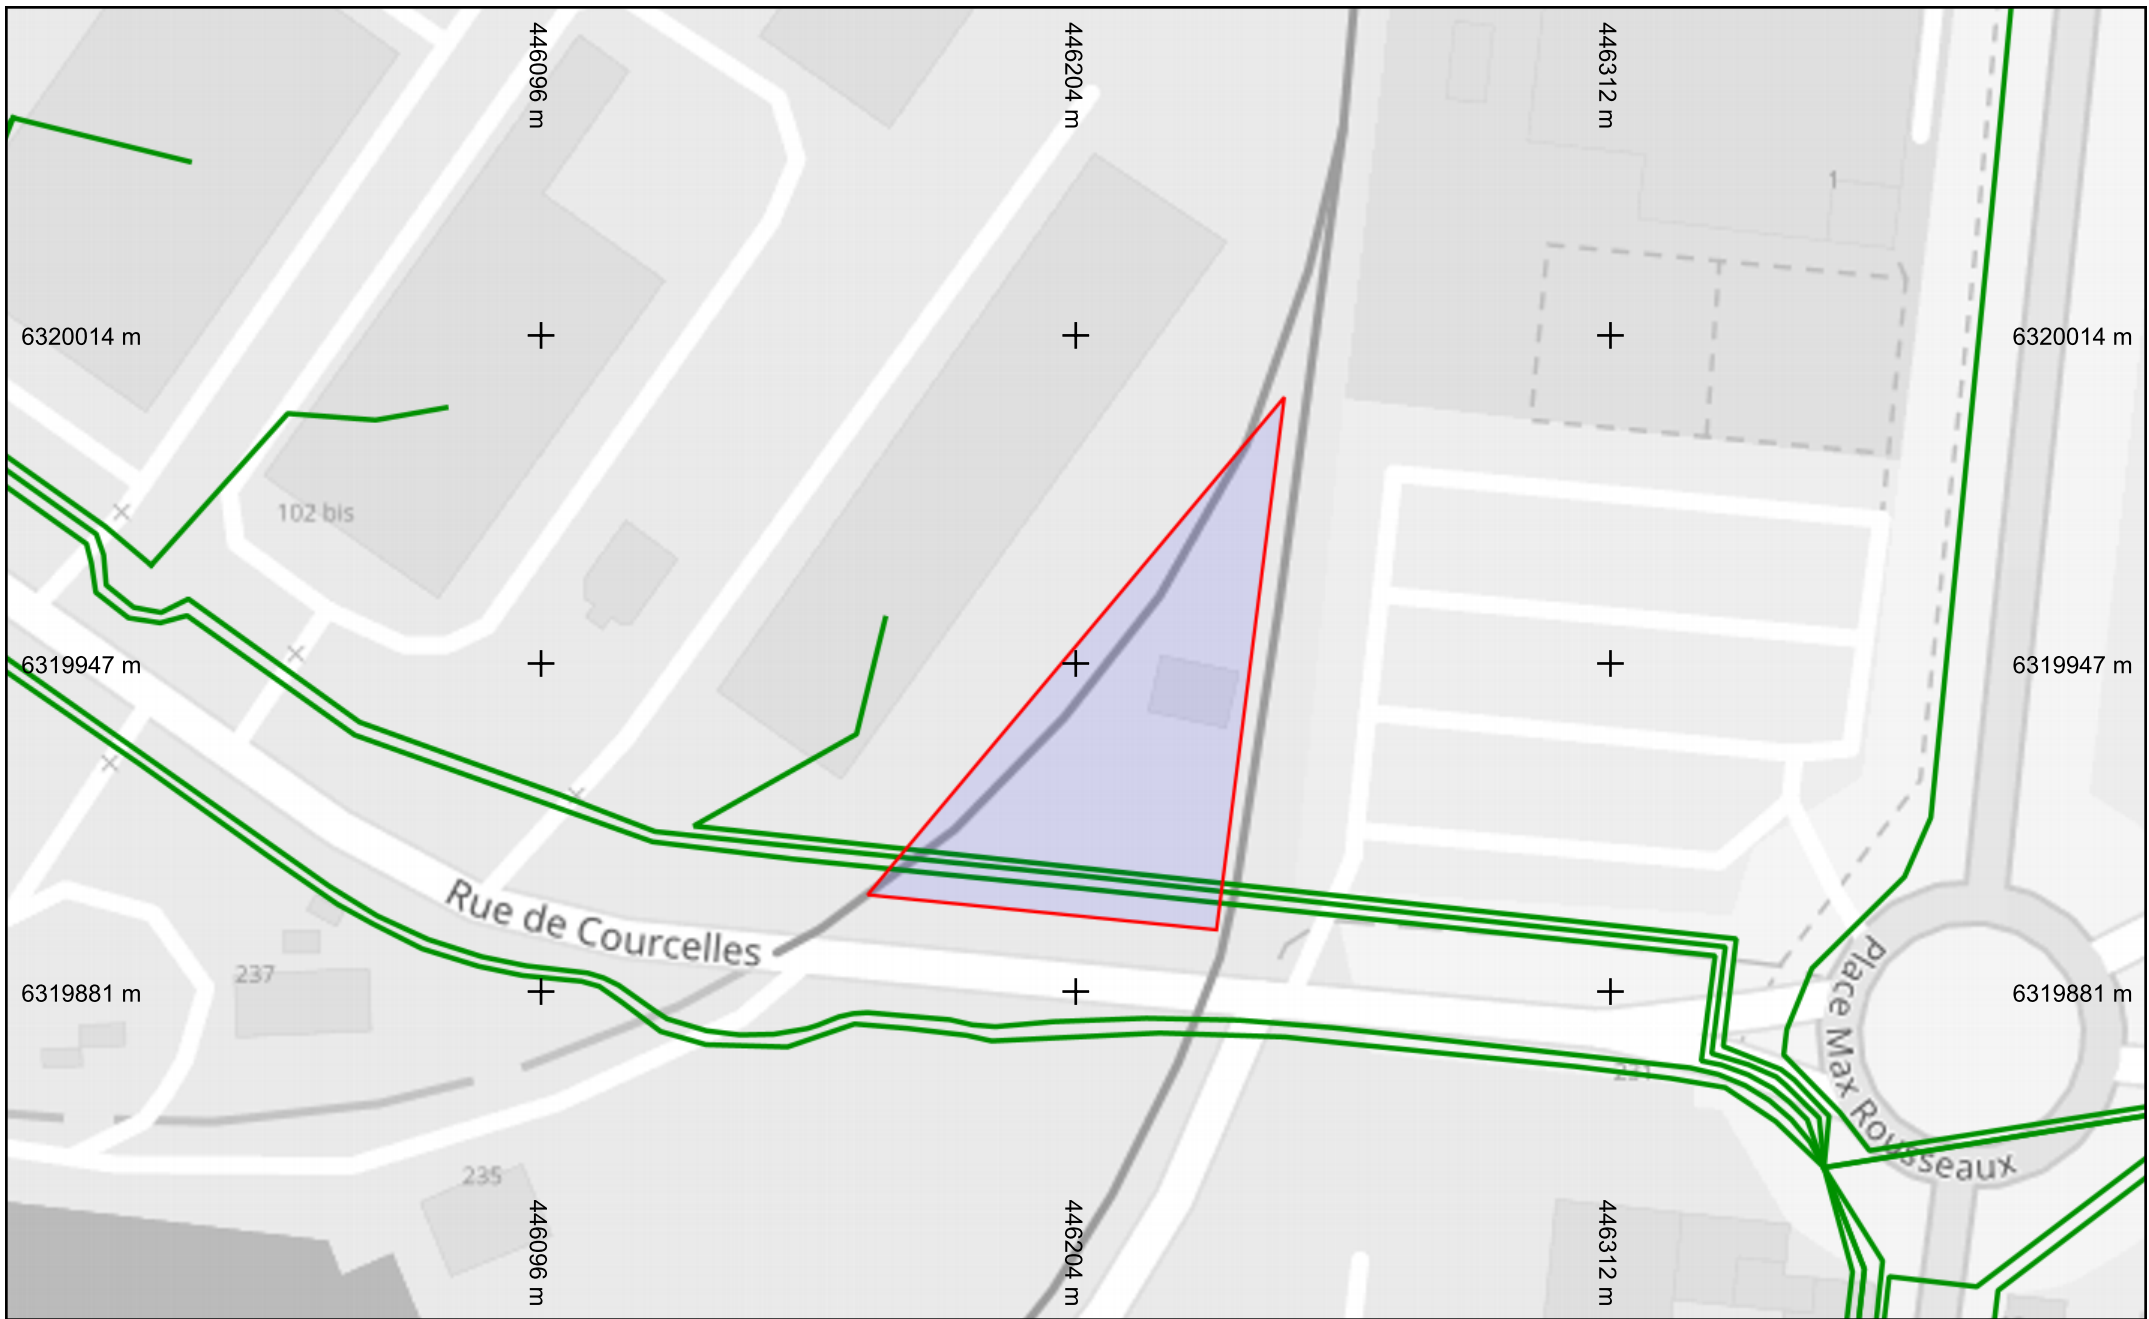 446096 m
446204 m
446312 m
1
6320014 m
6320014 m
102 bis
6319947 m
6319947 m
Rue de Courcelles
237
6319881 m
6319881 m
Place Max Rousseaux
231
235
446096 m
446204 m
446312 m